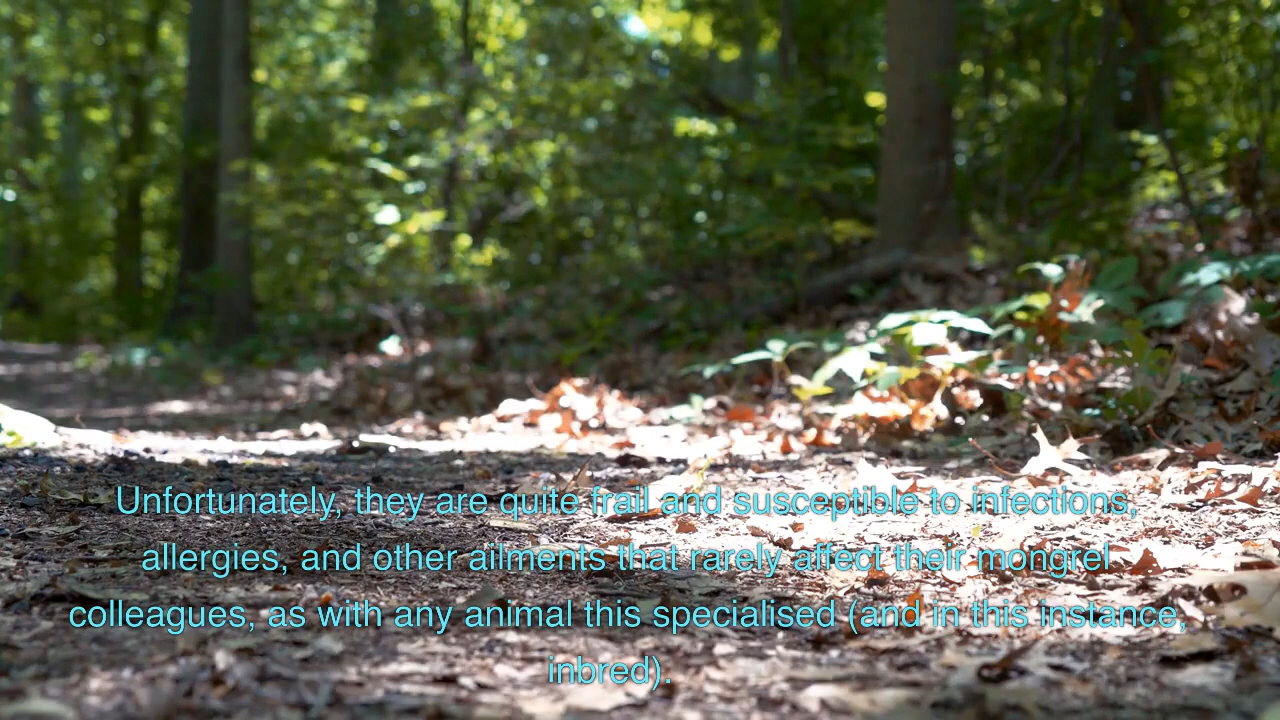 Unfortunately, they are quite frail and susceptible to infections,
allergies, and other ailments that rarely affect their mongrel
colleagues, as with any animal this specialised (and in this instance,
inbred).